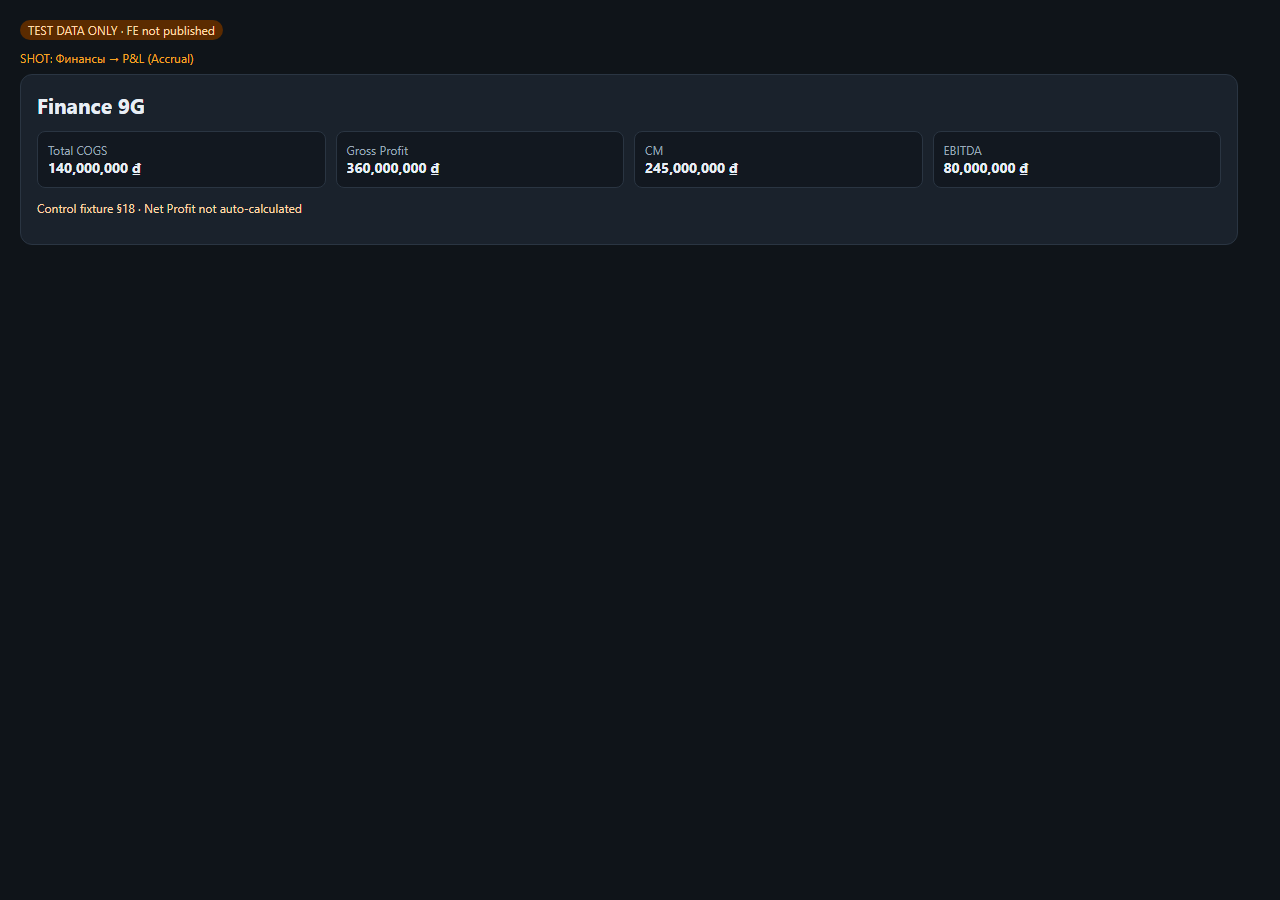 TEST DATA ONLY · FE not published
SHOT: Финансы → P&L (Accrual)
Finance 9G
Total COGS
140,000,000 ₫
Gross Profit
360,000,000 ₫
CM
245,000,000 ₫
EBITDA
80,000,000 ₫
Control fixture §18 · Net Profit not auto-calculated